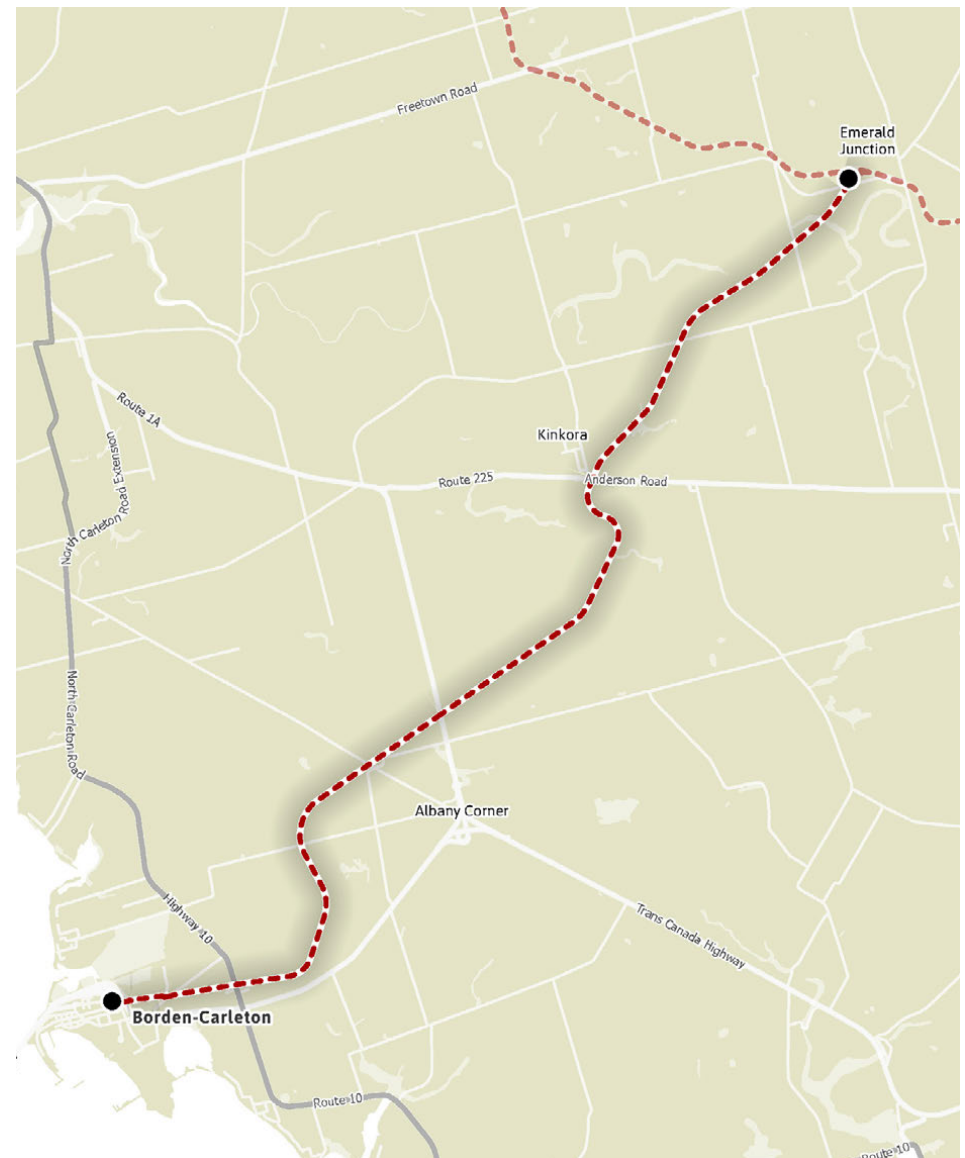 Freetown Road
Emerald
Junction
Route 1A
Kinkora
Route 225
Anderson Road
North Carleton Road Extension
North Carleton Road
Albany Corner
Highway 10
Trans Canada Highway
Borden-Carleton
Route 10
Route 10